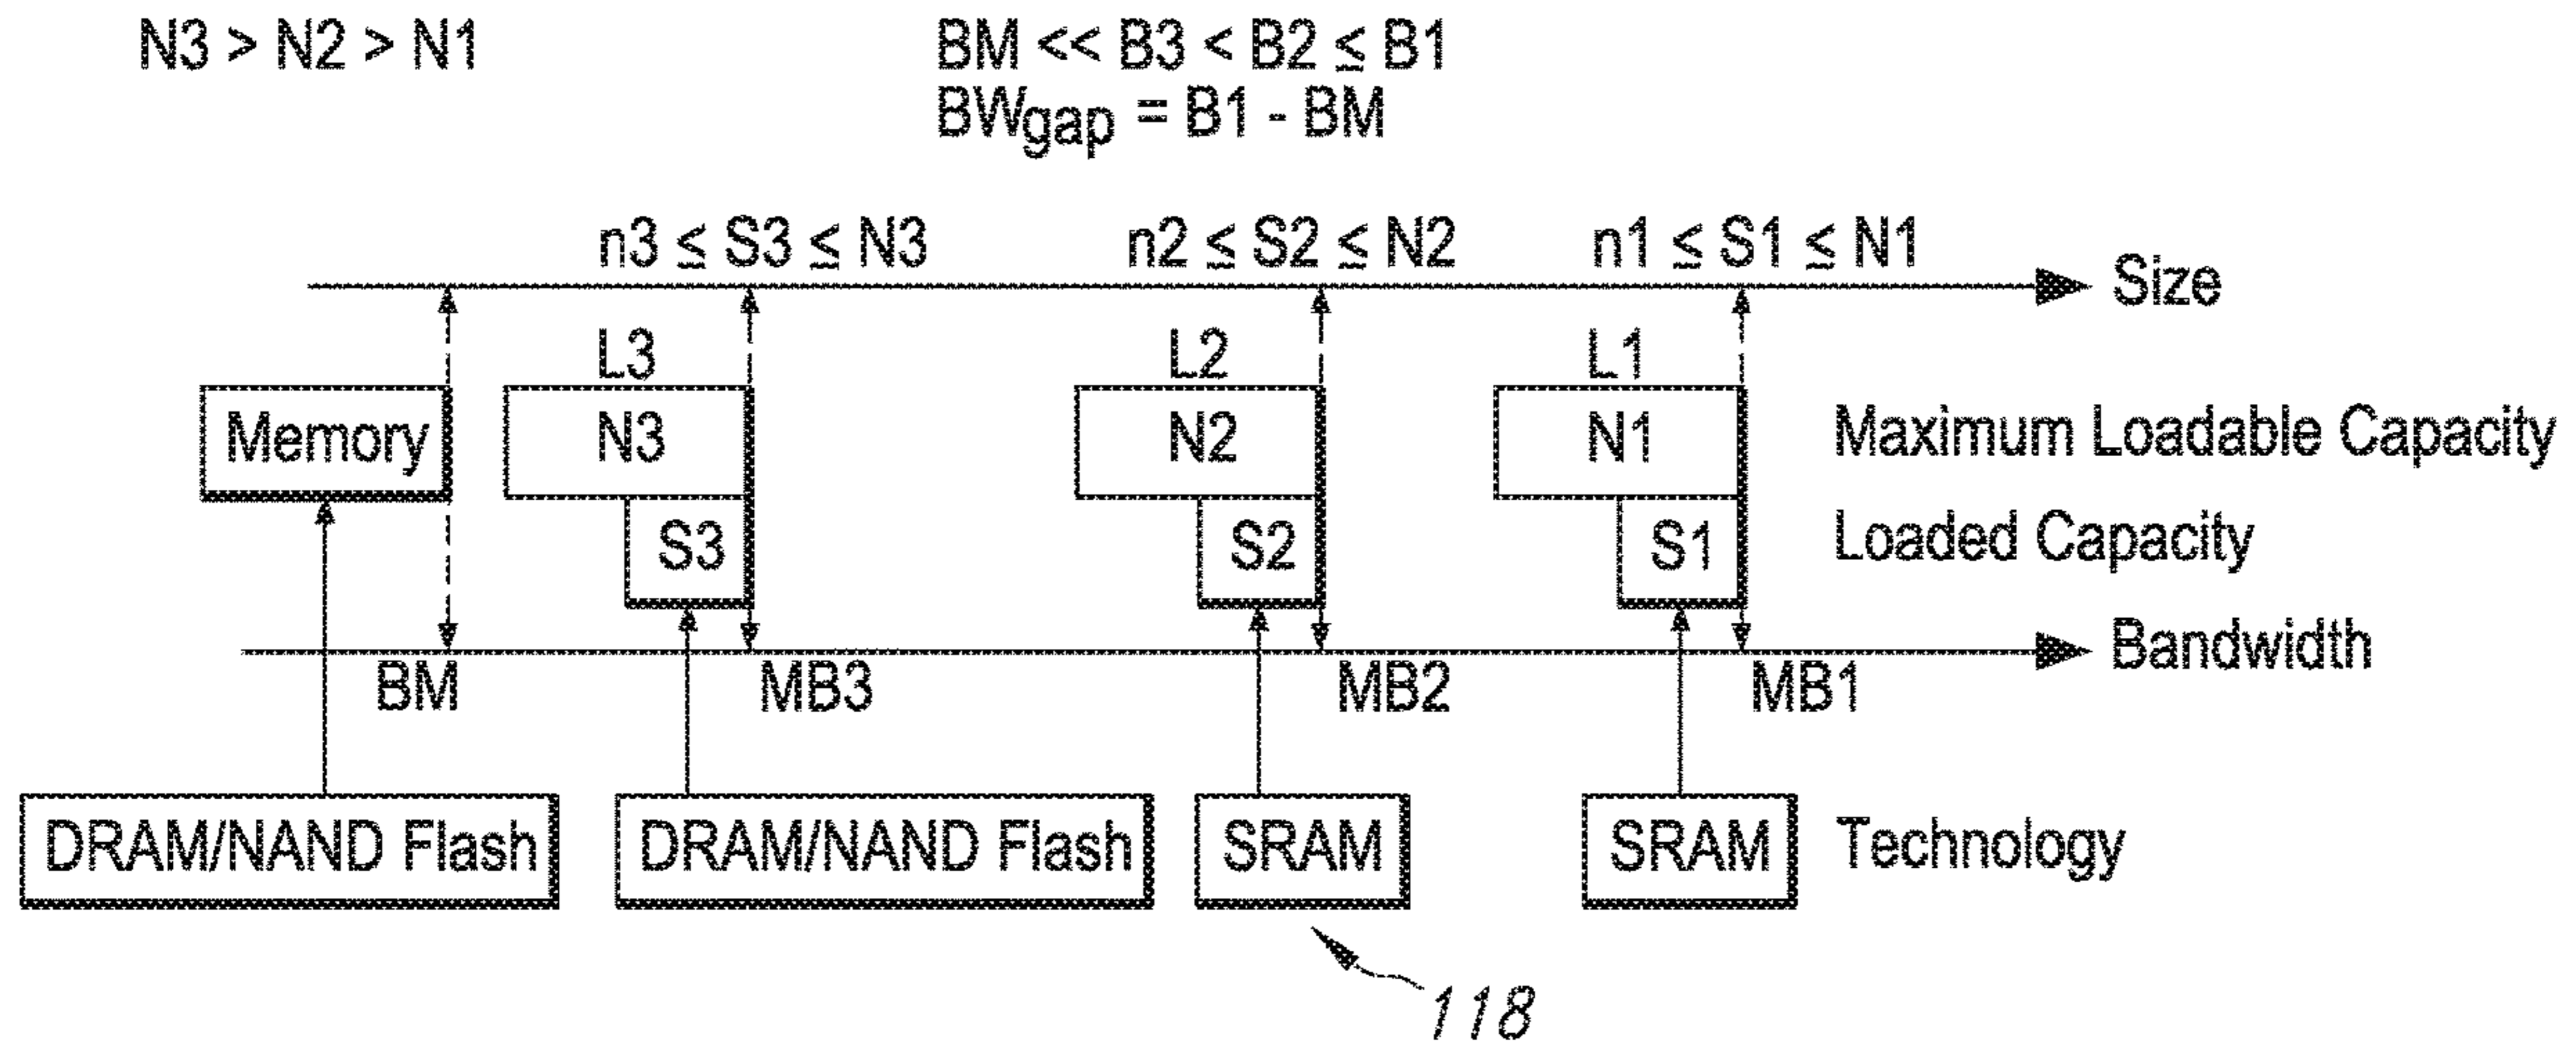 N3 > N2 > N1
BM << B3 < B2 ≤ B1
BWgap = B1 - BM
n3 ≤ S3 ≤ N3
n2 ≤ S2 ≤ N2
n1 ≤ S1 ≤ N1
Size
L3
L2
L1
Memory
N3
N2
N1
Maximum Loadable Capacity
S3
S2
S1
Loaded Capacity
Bandwidth
BM
MB3
MB2
MB1
DRAM/NAND Flash
DRAM/NAND Flash
SRAM
SRAM
Technology
118